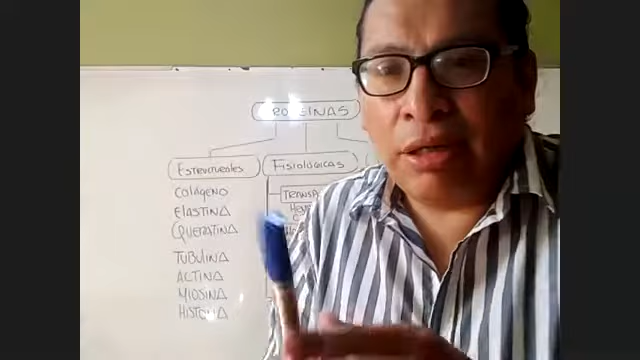 PROTEINAS
Estructurales
Fisiológicas
Colágeno
Elastina
Queratina
Tubulina
Actina
Miosina
Histona